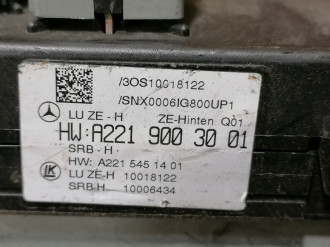 /3OS10018122
/SNX0006IG800UP1
LU ZE-H ZE-Hinten Q01
HW:A221 900 30 01
SRB-H
HW: A221 545 14 01
LU ZE-H 10018122
SRB-H 10006434
LK